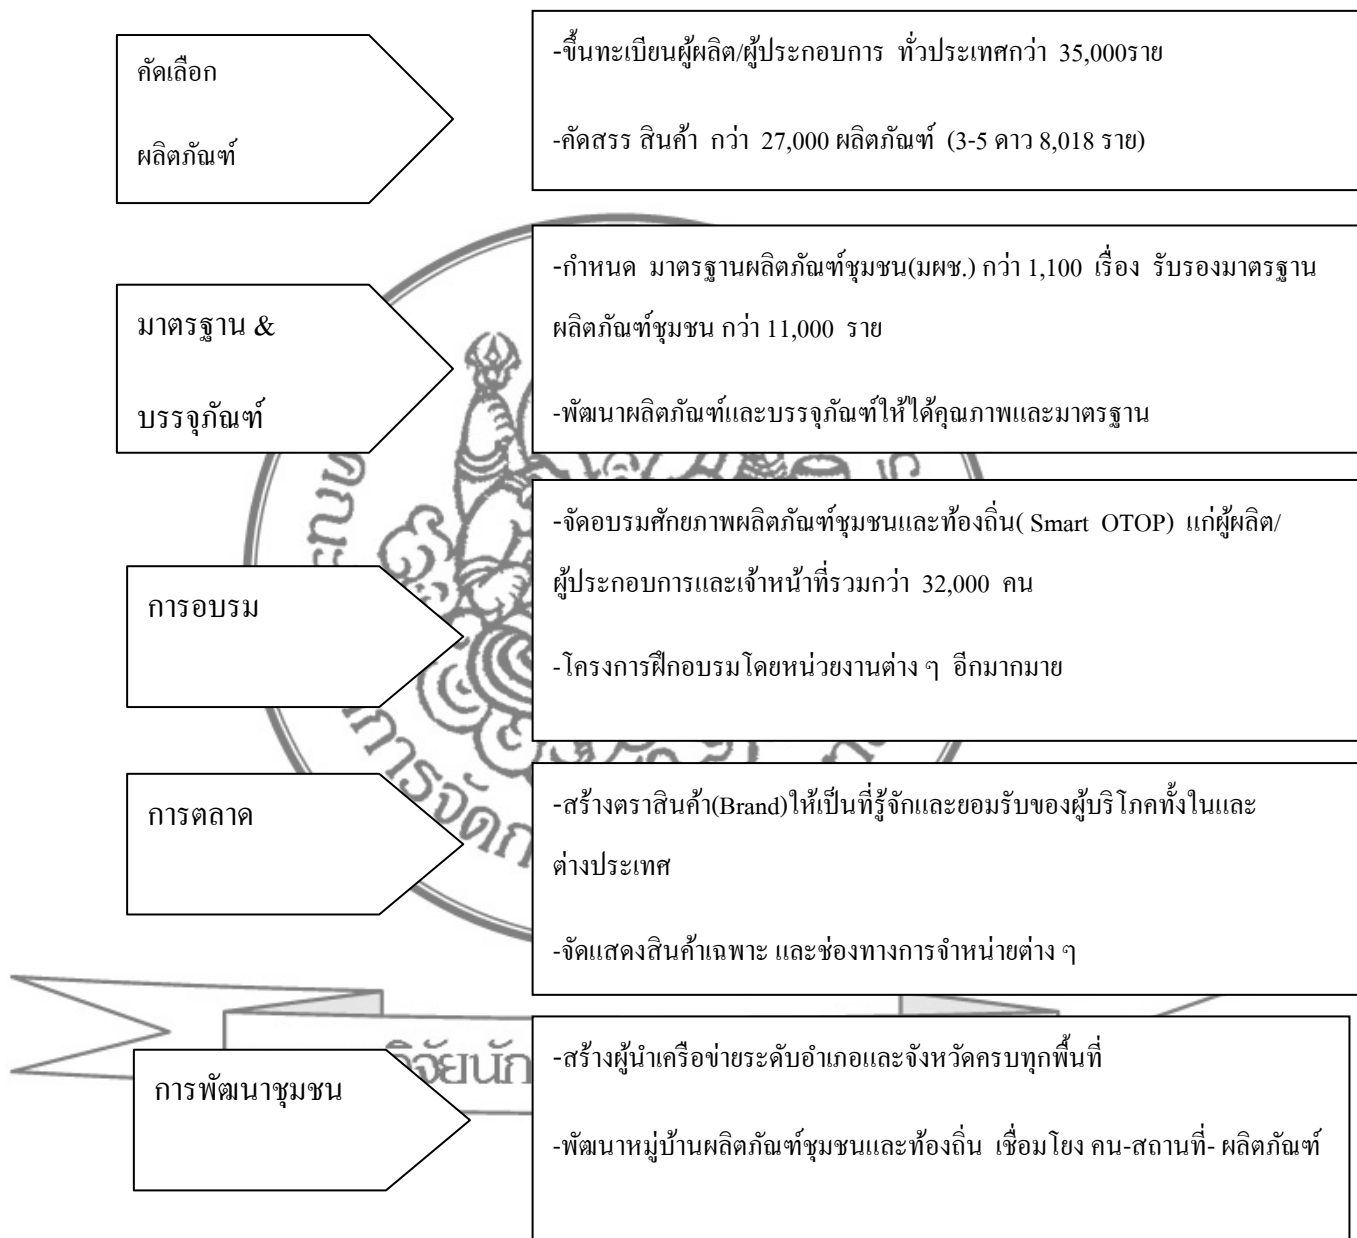 คัดเลือก
ผลิตภัณฑ์
-ขึ้นทะเบียนผู้ผลิต/ผู้ประกอบการ ทั่วประเทศกว่า 35,000ราย
-คัดสรร สินค้า กว่า 27,000 ผลิตภัณฑ์ (3-5 ดาว 8,018 ราย)
มาตรฐาน &
บรรจุภัณฑ์
-กำหนด มาตรฐานผลิตภัณฑ์ชุมชน(มผช.) กว่า 1,100 เรื่อง รับรองมาตรฐาน
ผลิตภัณฑ์ชุมชน กว่า 11,000 ราย
-พัฒนาผลิตภัณฑ์และบรรจุภัณฑ์ให้ได้คุณภาพและมาตรฐาน
การอบรม
-จัดอบรมศักยภาพผลิตภัณฑ์ชุมชนและท้องถิ่น( Smart OTOP) แก่ผู้ผลิต/
ผู้ประกอบการและเจ้าหน้าที่รวมกว่า 32,000 คน
-โครงการฝึกอบรมโดยหน่วยงานต่าง ๆ อีกมากมาย
การตลาด
-สร้างตราสินค้า(Brand)ให้เป็นที่รู้จักและยอมรับของผู้บริโภคทั้งในและ
ต่างประเทศ
-จัดแสดงสินค้าเฉพาะ และช่องทางการจำหน่ายต่าง ๆ
การพัฒนาชุมชน
-สร้างผู้นำเครือข่ายระดับอำเภอและจังหวัดครบทุกพื้นที่
-พัฒนาหมู่บ้านผลิตภัณฑ์ชุมชนและท้องถิ่น เชื่อมโยง คน-สถานที่- ผลิตภัณฑ์